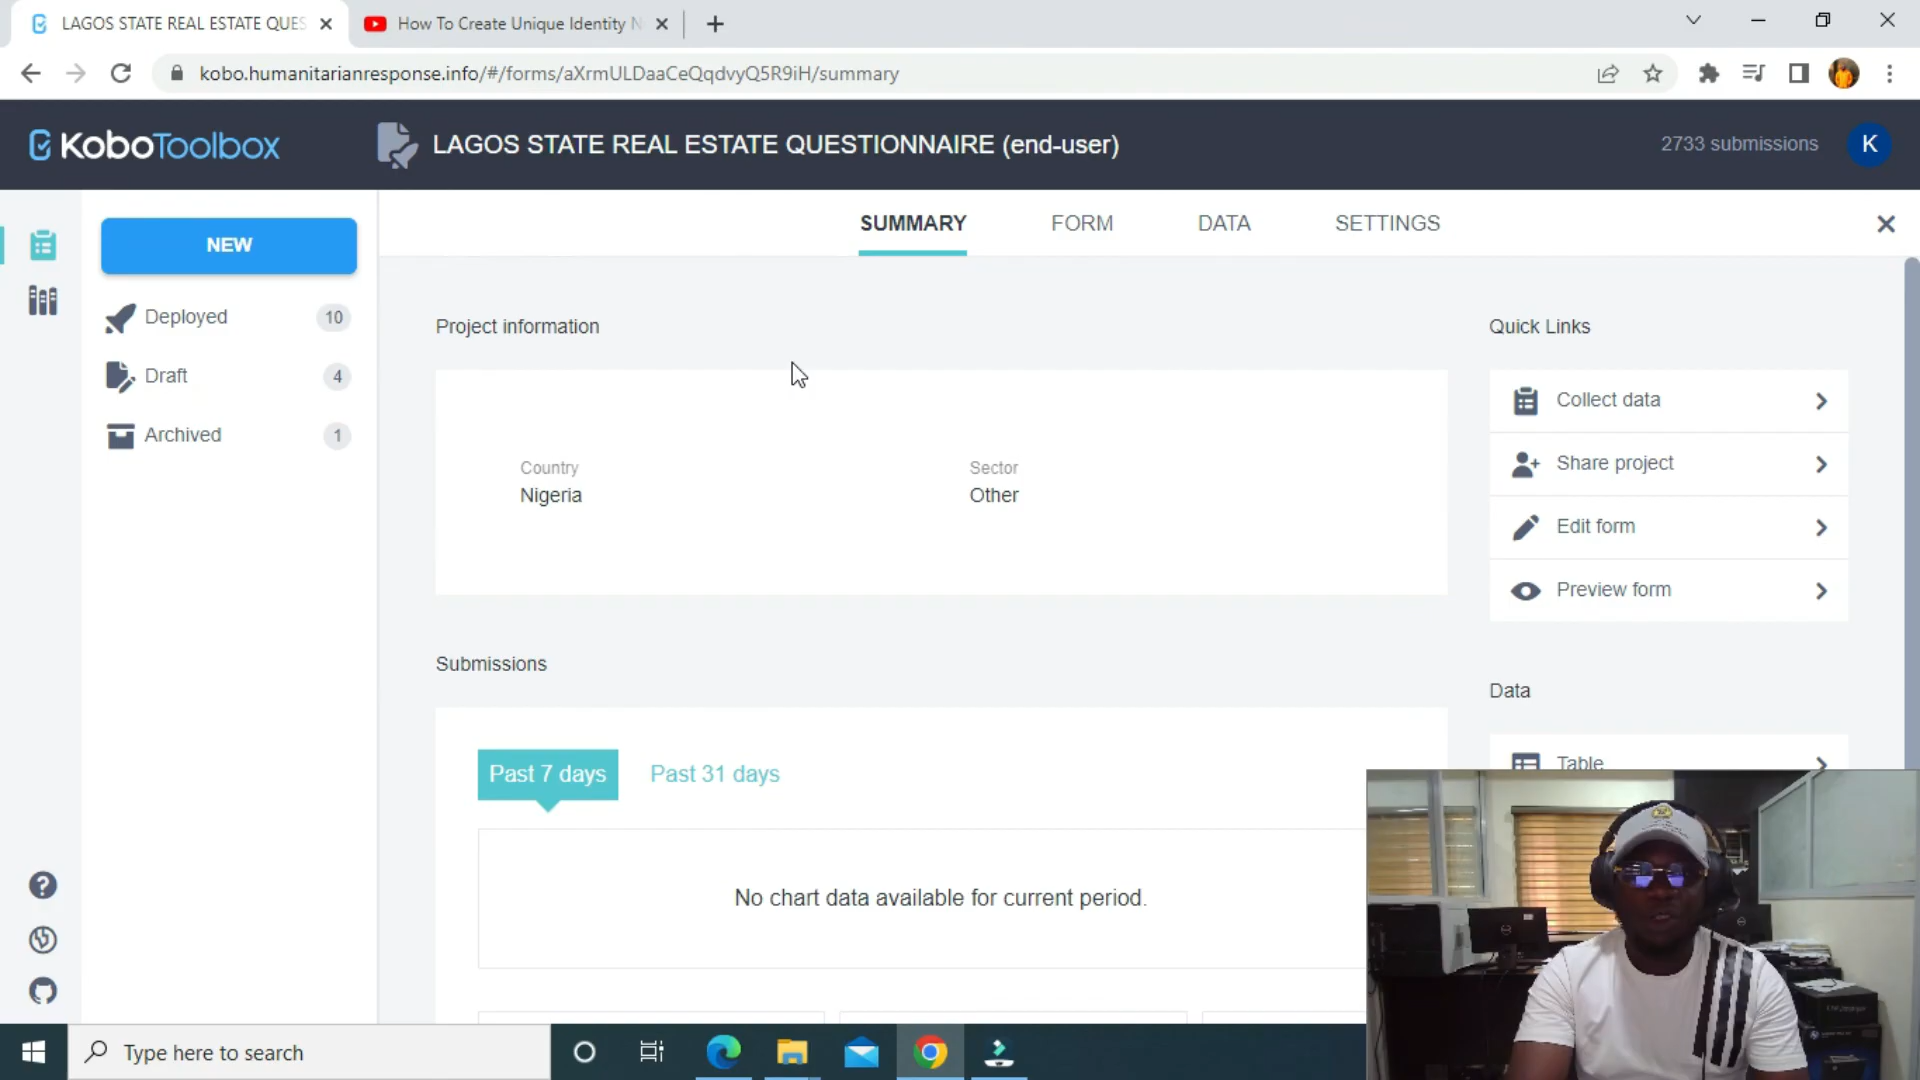 LAGOS STATE REAL ESTATE QUES
How To Create Unique Identity N
kobo.humanitarianresponse.info/#/forms/aXrmULDaaCeQqdvyQ5R9iH/summary
KoboToolbox
LAGOS STATE REAL ESTATE QUESTIONNAIRE (end-user)
2733 submissions
K
NEW
SUMMARY
FORM
DATA
SETTINGS
Deployed 10
Draft 4
Archived 1
Project information
Country
Nigeria
Sector
Other
Quick Links
Collect data
Share project
Edit form
Preview form
Submissions
Past 7 days
Past 31 days
No chart data available for current period.
Data
Table
Type here to search